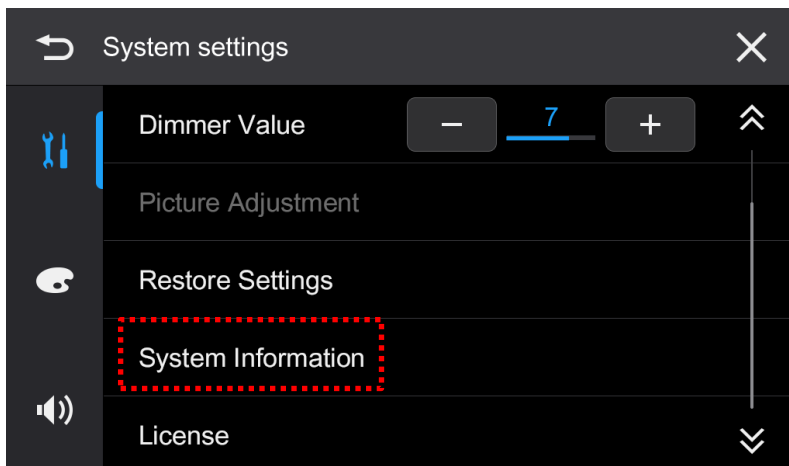 System settings
Dimmer Value − 7 +
Picture Adjustment
Restore Settings
System Information
License